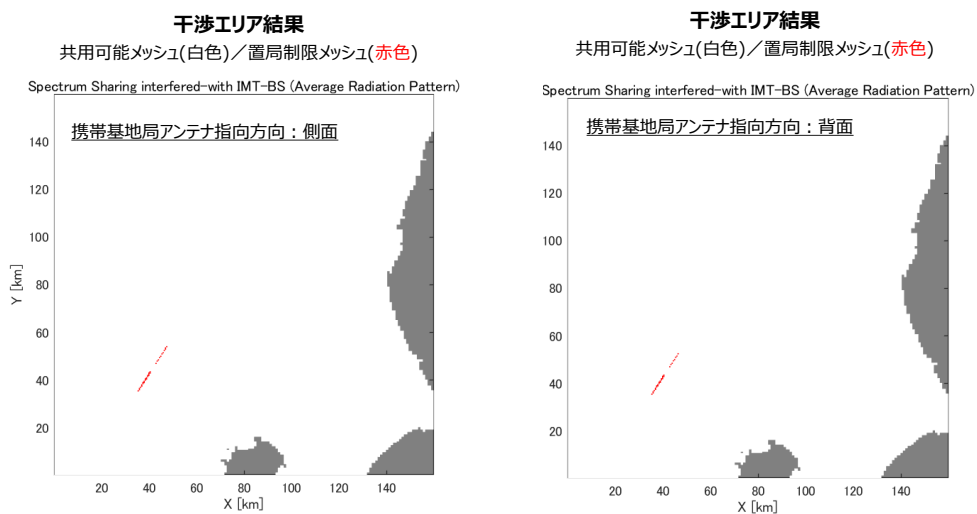 干渉エリア結果
共用可能メッシュ(白色)／置局制限メッシュ(赤色)
Spectrum Sharing interfered-with IMT-BS (Average Radiation Pattern)
携帯基地局アンテナ指向方向：側面
140
120
100
80
60
40
20
Y [km]
20 40 60 80 100 120 140
X [km]
干渉エリア結果
共用可能メッシュ(白色)／置局制限メッシュ(赤色)
Spectrum Sharing interfered-with IMT-BS (Average Radiation Pattern)
携帯基地局アンテナ指向方向：背面
140
120
100
80
60
40
20
20 40 60 80 100 120 140
X [km]